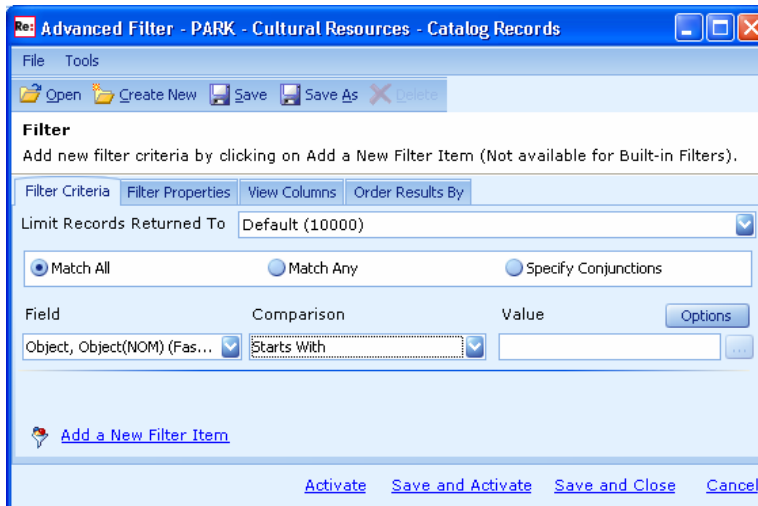 Re: Advanced Filter - PARK - Cultural Resources - Catalog Records
File Tools
Open Create New Save Save As Delete
Filter
Add new filter criteria by clicking on Add a New Filter Item (Not available for Built-in Filters).
Filter Criteria Filter Properties View Columns Order Results By
Limit Records Returned To Default (10000)
Match All Match Any Specify Conjunctions
Field Comparison Value Options
Object, Object(NOM) (Fas... Starts With ...
Add a New Filter Item
Activate Save and Activate Save and Close Cancel